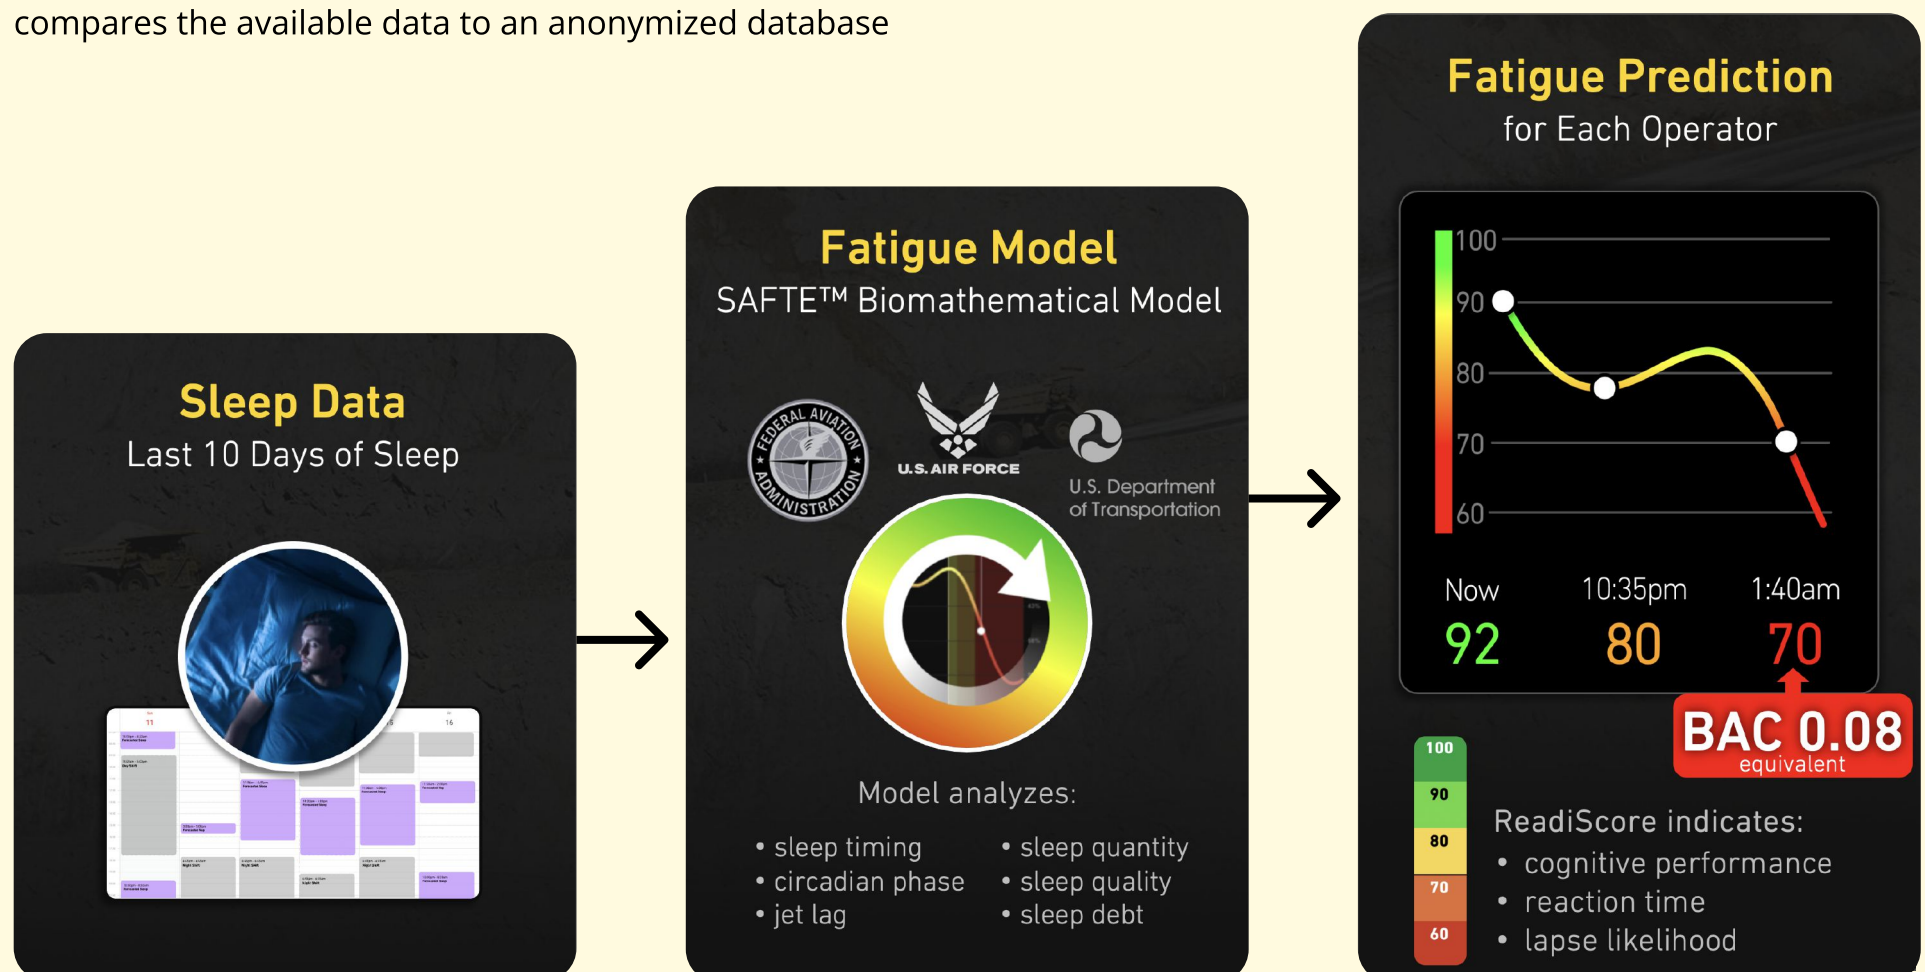 compares the available data to an anonymized database
Sleep Data
Last 10 Days of Sleep
11
16
Fatigue Model
SAFTE™ Biomathematical Model
FEDERAL AVIATION
ADMINISTRATION
U.S. AIR FORCE
U.S. Department
of Transportation
Model analyzes:
• sleep timing
• circadian phase
• jet lag
• sleep quantity
• sleep quality
• sleep debt
Fatigue Prediction
for Each Operator
100
90
80
70
60
Now 10:35pm 1:40am
92 80 70
BAC 0.08
equivalent
100
90
80
70
60
ReadiScore indicates:
• cognitive performance
• reaction time
• lapse likelihood